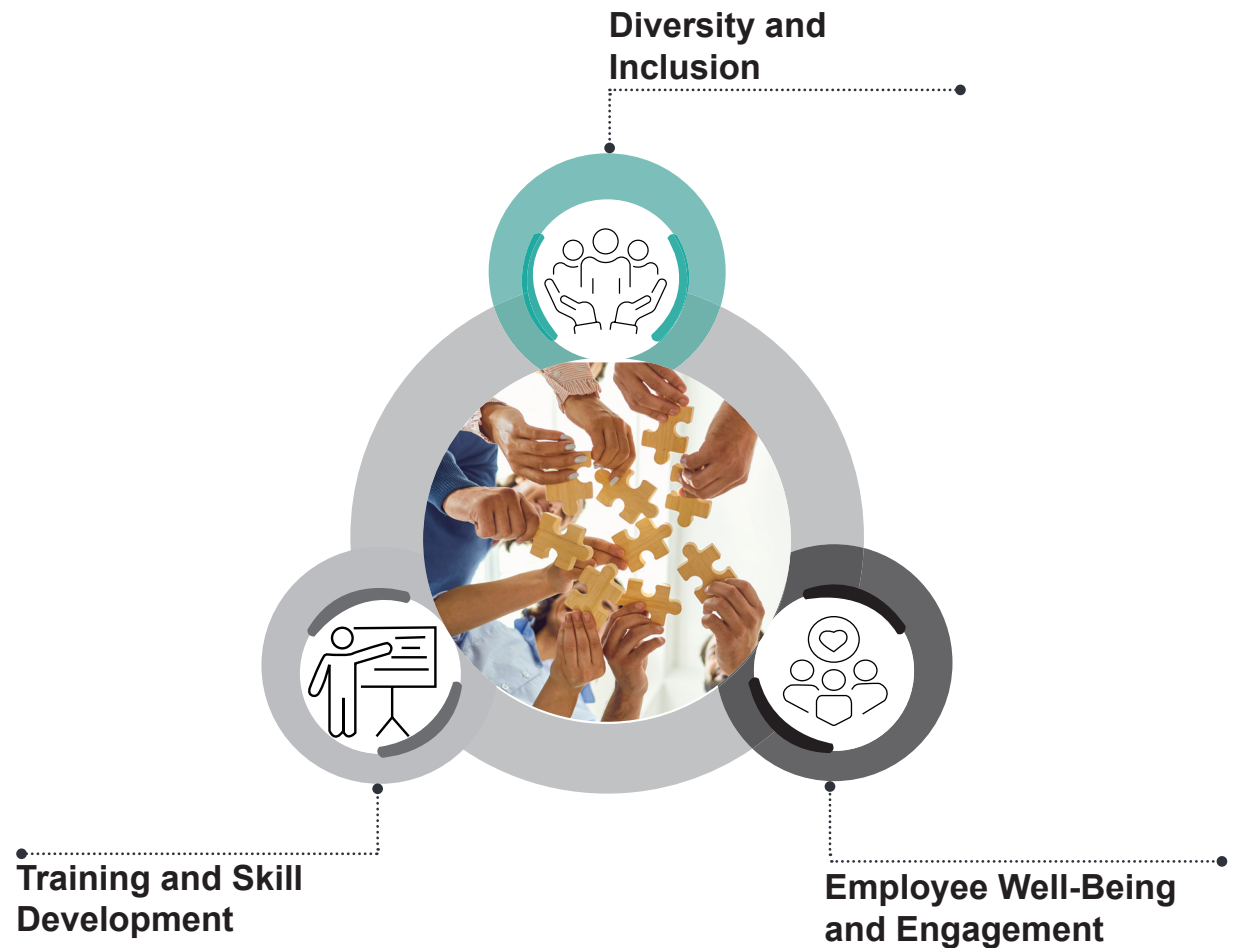 Diversity and
Inclusion
Training and Skill
Development
Employee Well-Being
and Engagement